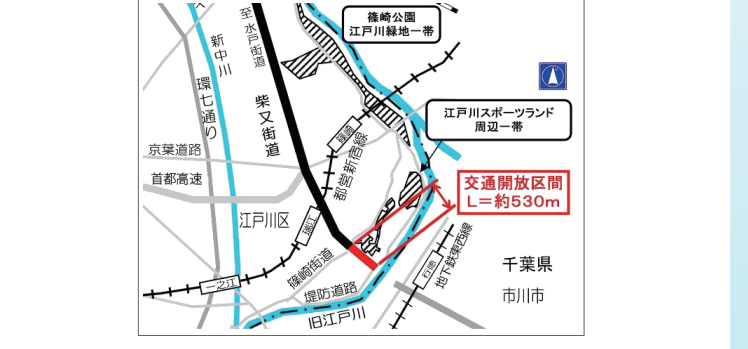 篠崎公園
江戸川緑地一帯
至水戸街道
新中川
環七通り
柴又街道
江戸川スポーツランド
周辺一帯
篠崎
都営新宿線
京葉道路
首都高速
交通開放区間
L=約530m
江戸川区
瑞江
篠崎街道
一之江
堤防道路
旧江戸川
行徳
地下鉄東西線
千葉県
市川市